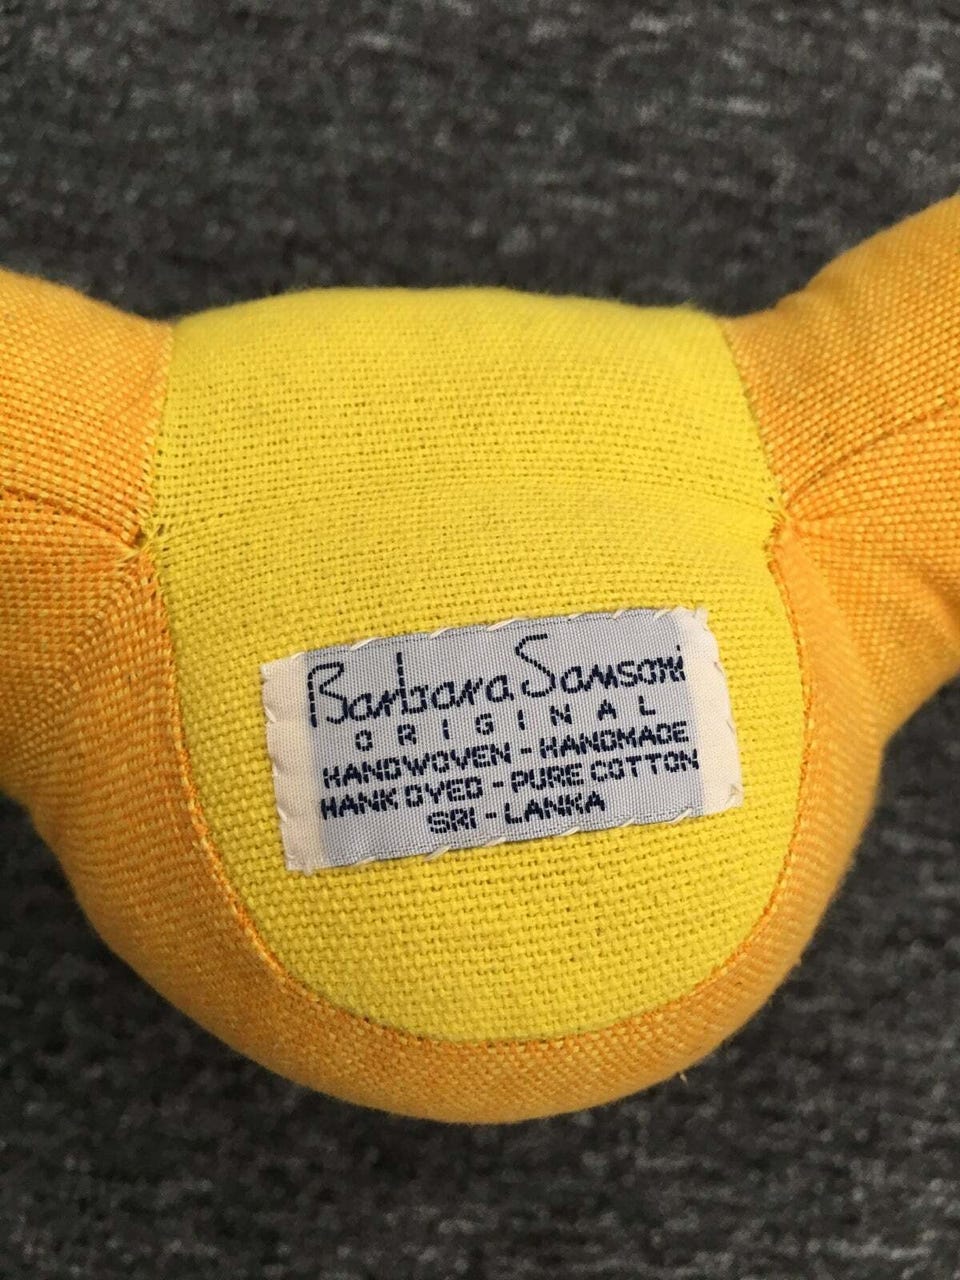 Barbara Sansoni
ORIGINAL
HANDWOVEN - HANDMADE
HANK DYED - PURE COTTON
SRI - LANKA